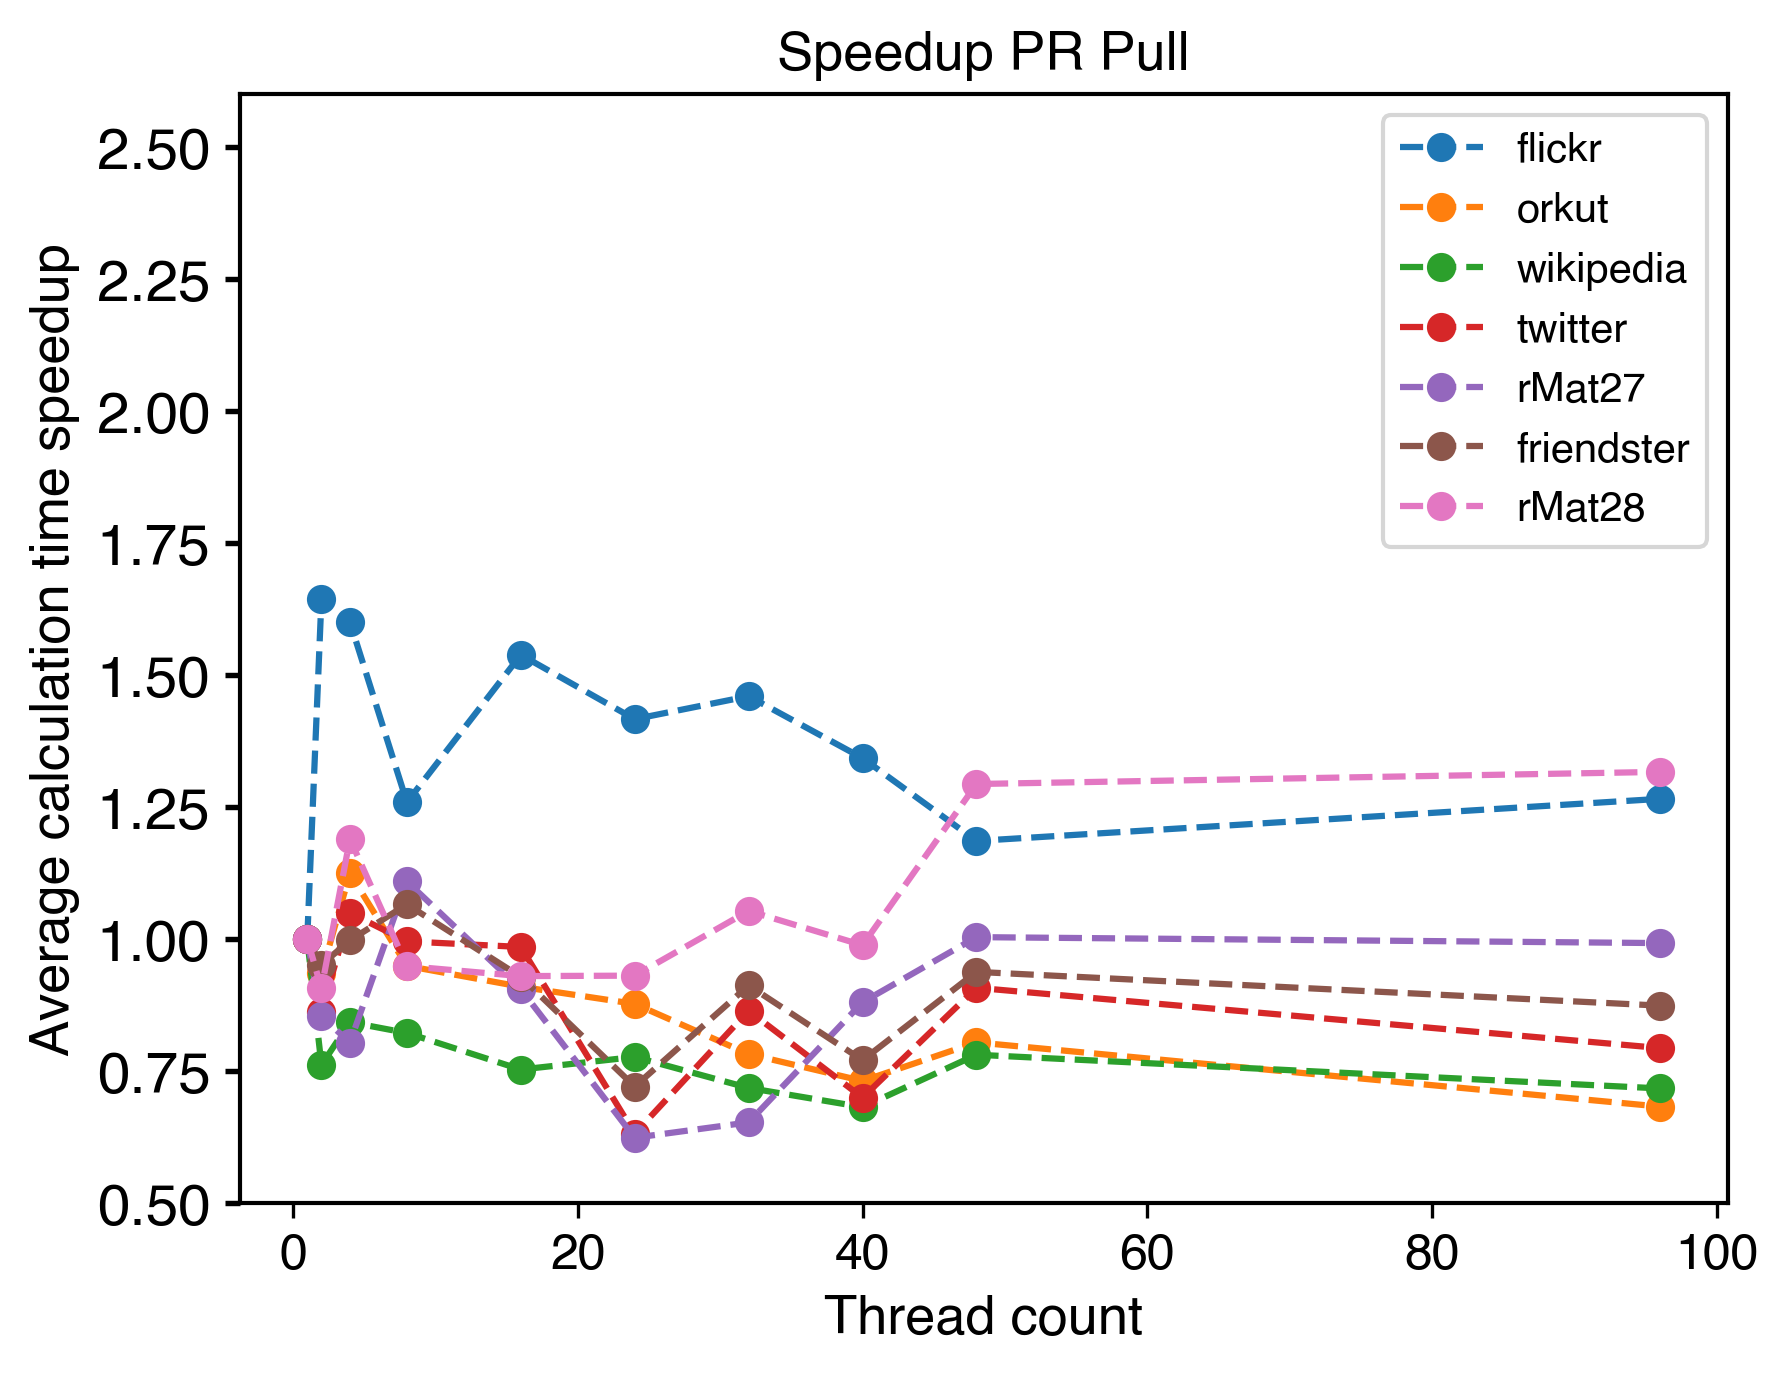 Speedup PR Pull
Average calculation time speedup
2.50
2.25
2.00
1.75
1.50
1.25
1.00
0.75
0.50
flickr
orkut
wikipedia
twitter
rMat27
friendster
rMat28
0 20 40 60 80 100
Thread count